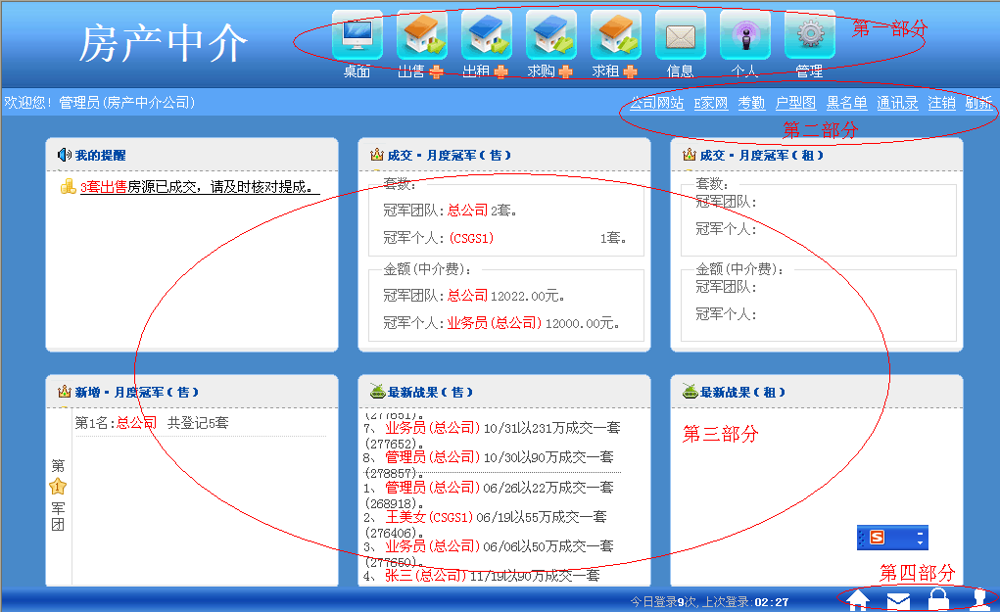 房产中介
第一部分
桌面 出售 出租 求购 求租 信息 个人 管理
欢迎您！管理员(房产中介公司)
公司网站 E家网 考勤 户型图 黑名单 通讯录 注销 刷新
第二部分
我的提醒
3套出售房源已成交，请及时核对提成。
成交·月度冠军（售）
套数：
冠军团队：总公司 2套。
冠军个人：(CSGS1) 1套。
金额(中介费)：
冠军团队：总公司 12022.00元。
冠军个人：业务员(总公司) 12000.00元。
成交·月度冠军（租）
套数：
冠军团队：
冠军个人：
金额(中介费)：
冠军团队：
冠军个人：
新增·月度冠军（售）
第1名：总公司 共登记5套
第
1
军
团
最新战果（售）
(277651)。
7、 业务员(总公司) 10/31以231万成交一套
(277652)。
8、 管理员(总公司) 10/30以90万成交一套
(278857)。
1、 管理员(总公司) 06/26以22万成交一套
(268918)。
2、 王美女(CSGS1) 06/19以55万成交一套
(276406)。
3、 业务员(总公司) 06/06以50万成交一套
(277650)。
4、 张三(总公司) 11/19以90万成交一套
最新战果（租）
第三部分
S
第四部分
今日登录9次,上次登录:02:27